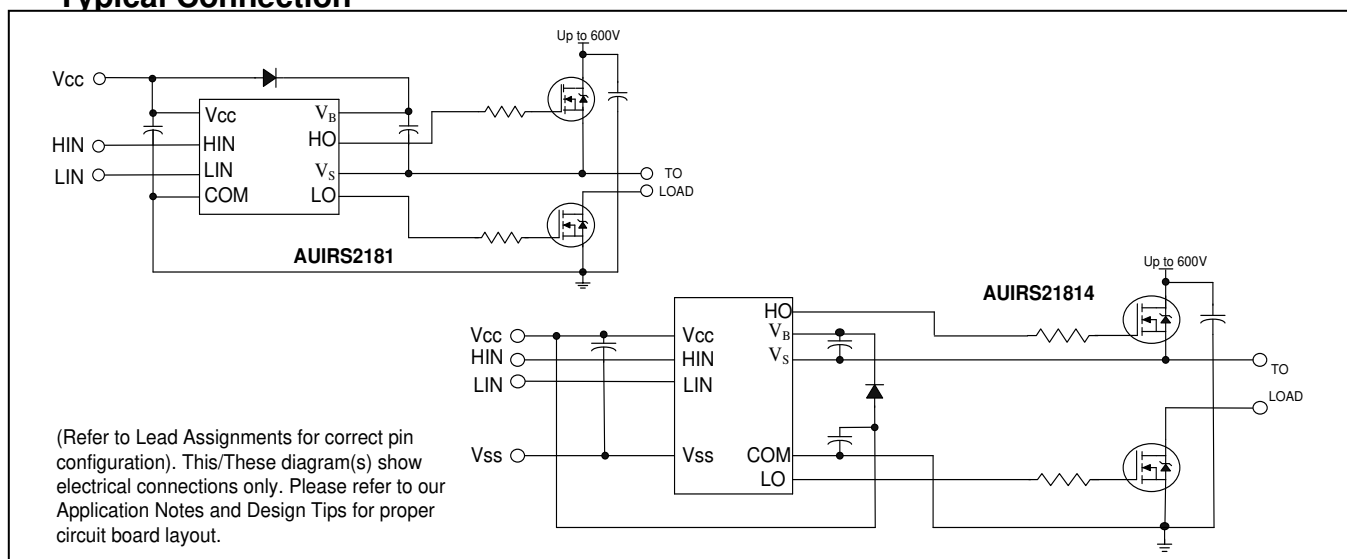 Typical Connection
Up to 600V
Vcc
Vcc
VB
HIN
HIN
HO
LIN
LIN
VS
TO
COM
LO
LOAD
AUIRS2181
Up to 600V
AUIRS21814
HO
Vcc
Vcc
VB
HIN
HIN
VS
TO
LIN
LIN
LOAD
Vss
Vss
COM
LO
(Refer to Lead Assignments for correct pin
configuration). This/These diagram(s) show
electrical connections only. Please refer to our
Application Notes and Design Tips for proper
circuit board layout.